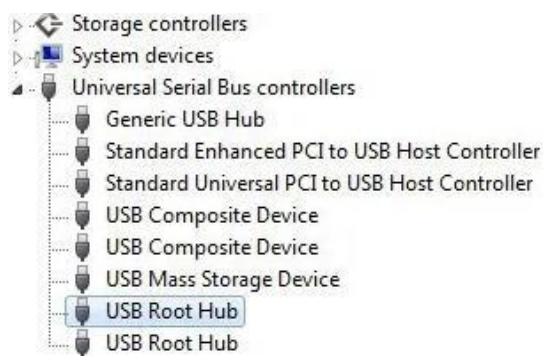 Storage controllers
System devices
Universal Serial Bus controllers
Generic USB Hub
Standard Enhanced PCI to USB Host Controller
Standard Universal PCI to USB Host Controller
USB Composite Device
USB Composite Device
USB Mass Storage Device
USB Root Hub
USB Root Hub